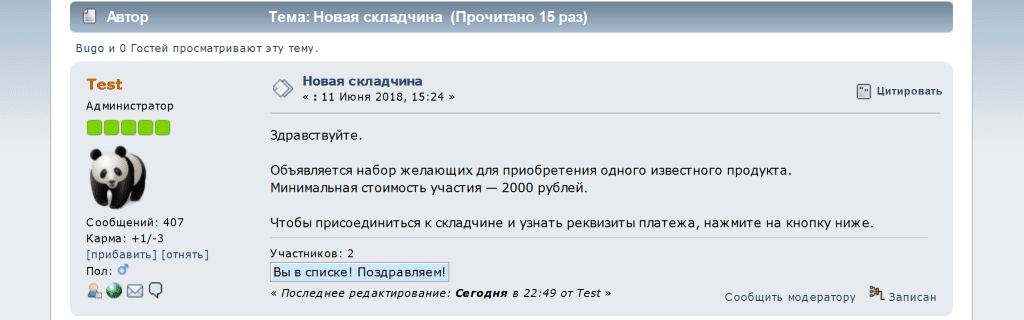 Автор Тема: Новая складчина (Прочитано 15 раз)
Bugo и 0 Гостей просматривают эту тему.
Test
Администратор
Сообщений: 407
Карма: +1/-3
[прибавить] [отнять]
Пол:
Новая складчина
« : 11 Июня 2018, 15:24 »
Цитировать
Здравствуйте.
Объявляется набор желающих для приобретения одного известного продукта.
Минимальная стоимость участия — 2000 рублей.
Чтобы присоединиться к складчине и узнать реквизиты платежа, нажмите на кнопку ниже.
Участников: 2
Вы в списке! Поздравляем!
« Последнее редактирование: Сегодня в 22:49 от Test »
Сообщить модератору Записан